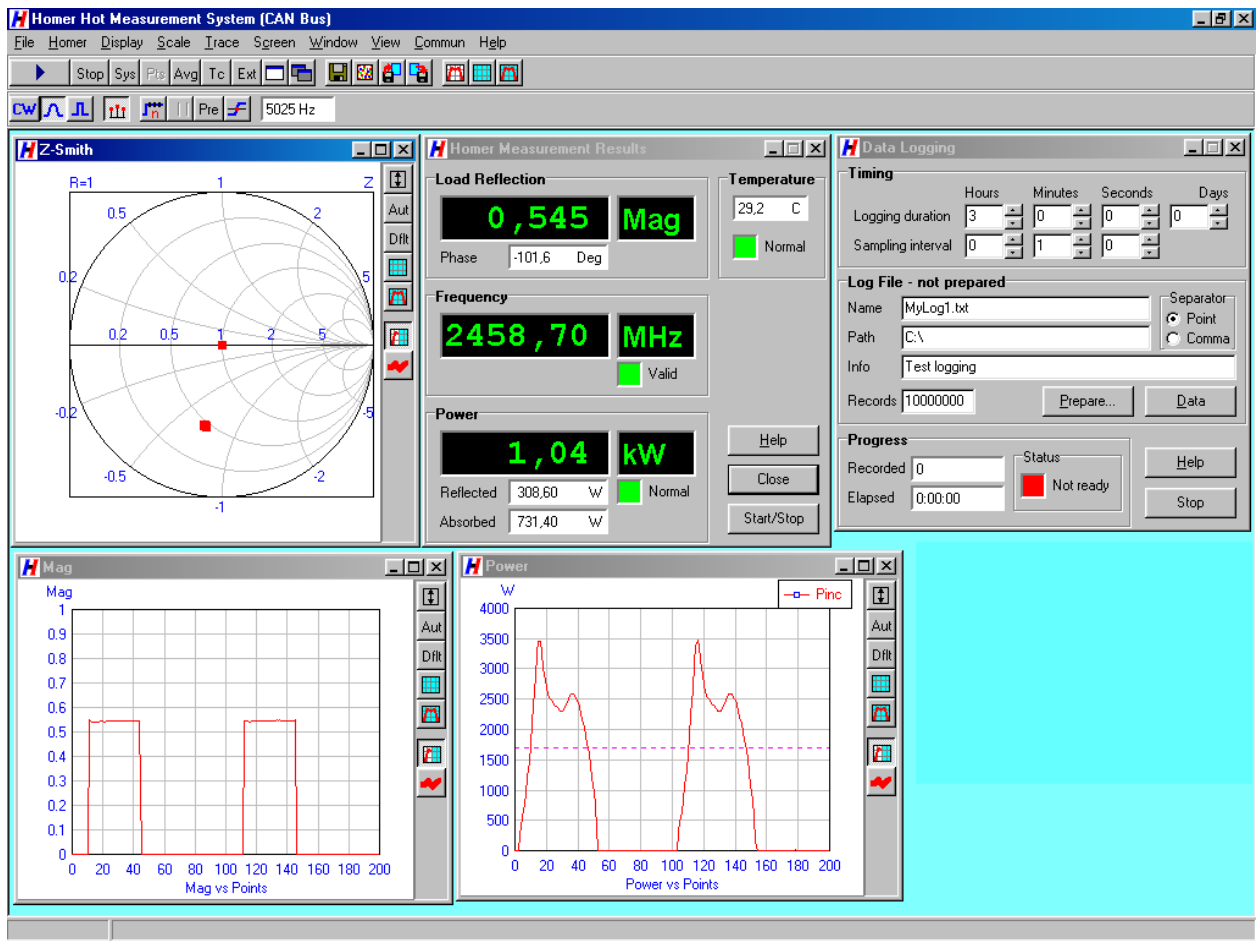 Homer Hot Measurement System (CAN Bus)
File Homer Display Scale Trace Screen Window View Commun Help
Stop Sys Pts Avg Tc Ext
CW n Pre 5025 Hz
Z-Smith
R=1 1 Z
0.5 2
0.2 5
0.2 0.5 1 2 5
-0.2 -5
-0.5 -2
-1
Aut
Dflt
Homer Measurement Results
Load Reflection
0,545 Mag
Phase -101,6 Deg
Temperature
29,2 C
Normal
Frequency
2458,70 MHz
Valid
Power
1,04 kW
Reflected 308,60 W Normal
Absorbed 731,40 W
Help
Close
Start/Stop
Data Logging
Timing
Hours Minutes Seconds Days
Logging duration 3 0 0 0
Sampling interval 0 1 0
Log File - not prepared
Name MyLog1.txt
Path C:\
Info Test logging
Separator
Point
Comma
Records 10000000 Prepare... Data
Progress
Recorded 0
Elapsed 0:00:00
Status
Not ready
Help
Stop
Mag
Mag
1
0.9
0.8
0.7
0.6
0.5
0.4
0.3
0.2
0.1
0
0 20 40 60 80 100 120 140 160 180 200
Mag vs Points
Aut
Dflt
Power
W
Pinc
4000
3500
3000
2500
2000
1500
1000
500
0
0 20 40 60 80 100 120 140 160 180 200
Power vs Points
Aut
Dflt